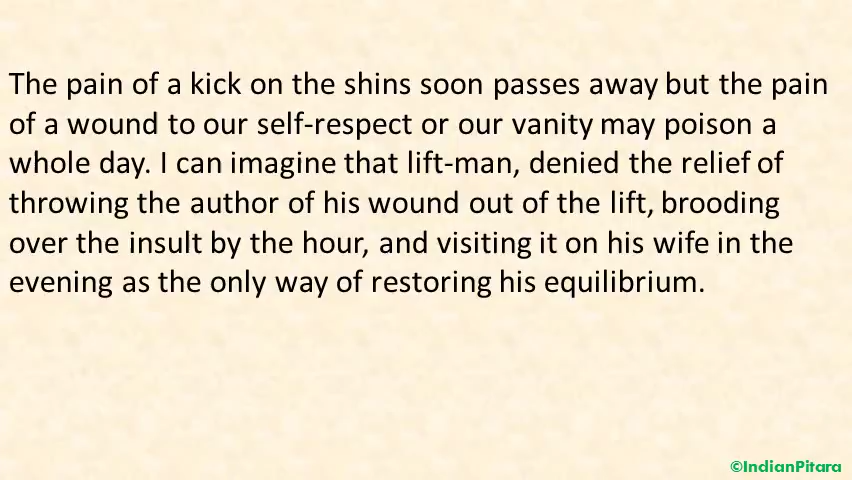 The pain of a kick on the shins soon passes away but the pain
of a wound to our self-respect or our vanity may poison a
whole day. I can imagine that lift-man, denied the relief of
throwing the author of his wound out of the lift, brooding
over the insult by the hour, and visiting it on his wife in the
evening as the only way of restoring his equilibrium.
©IndianPitara